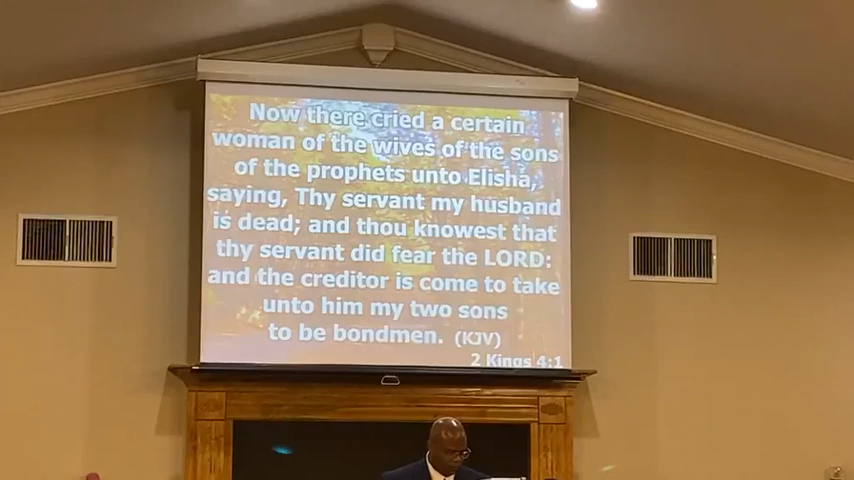 Now there cried a certain
woman of the wives of the sons
of the prophets unto Elisha,
saying, Thy servant my husband
is dead; and thou knowest that
thy servant did fear the LORD:
and the creditor is come to take
unto him my two sons
to be bondmen. (KJV)
2 Kings 4:1